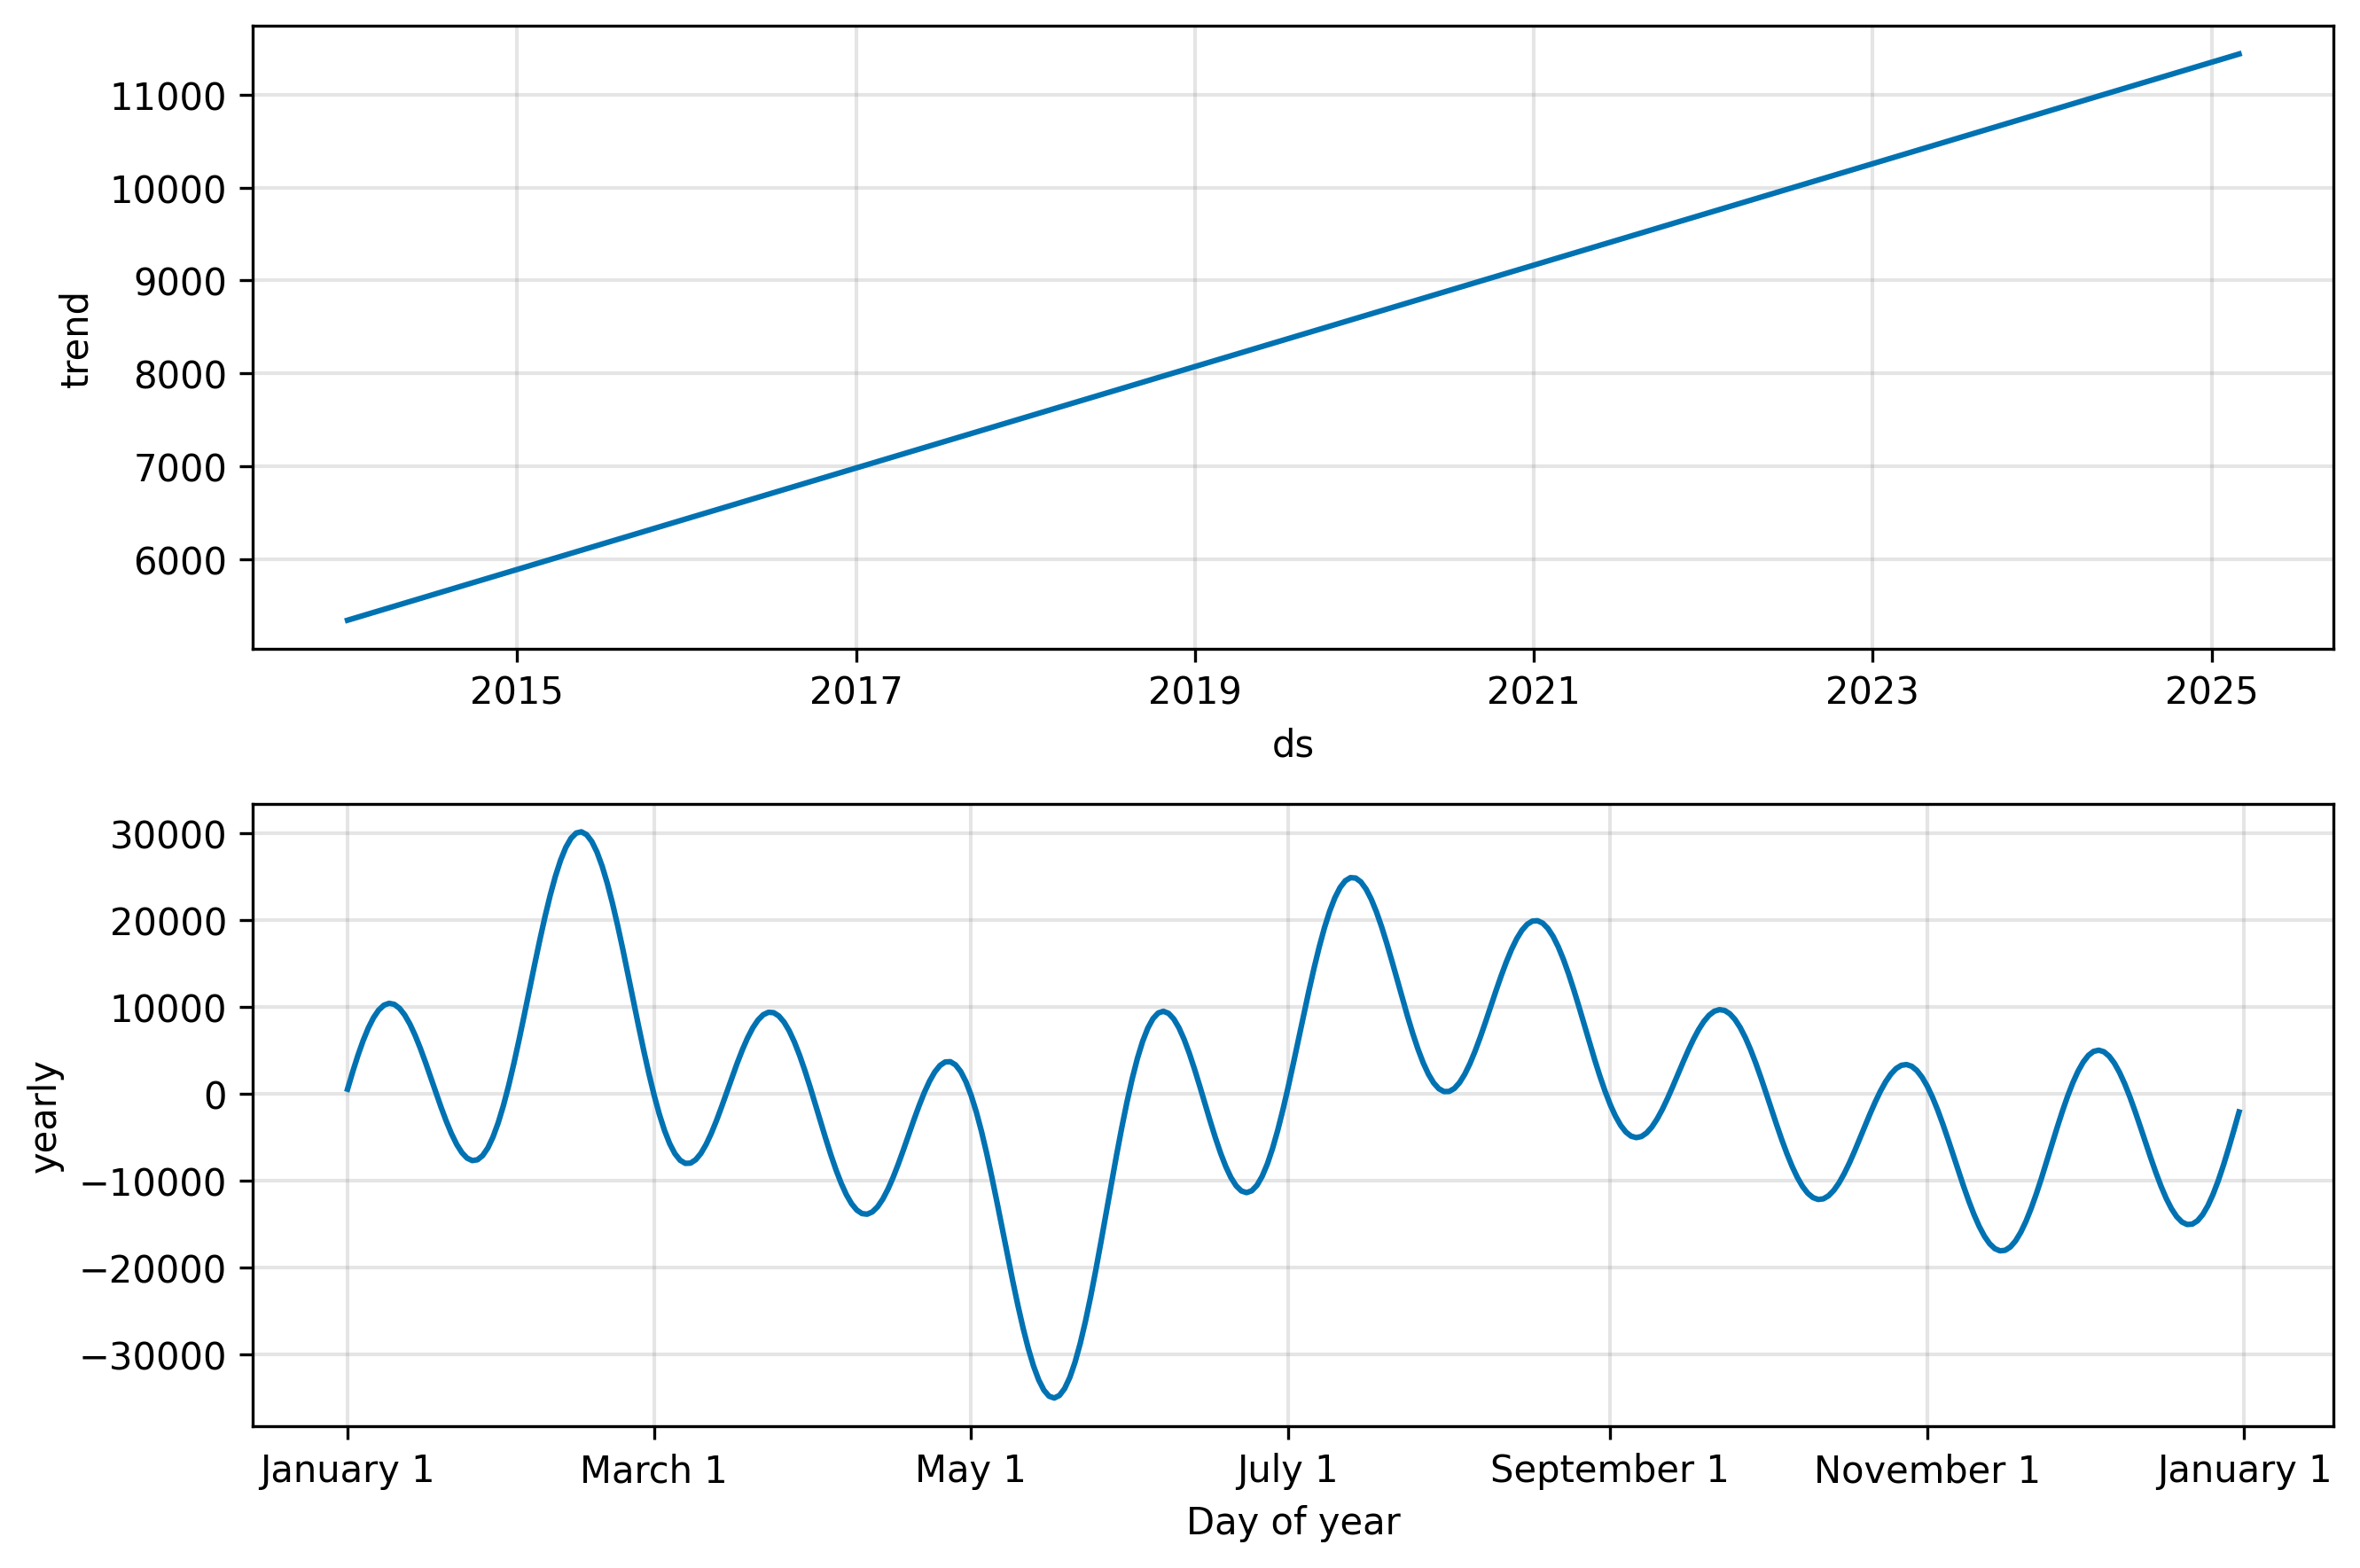 11000
10000
9000
8000
7000
6000
trend
2015 2017 2019 2021 2023 2025
ds
30000
20000
10000
0
−10000
−20000
−30000
yearly
January 1 March 1 May 1 July 1 September 1 November 1 January 1
Day of year